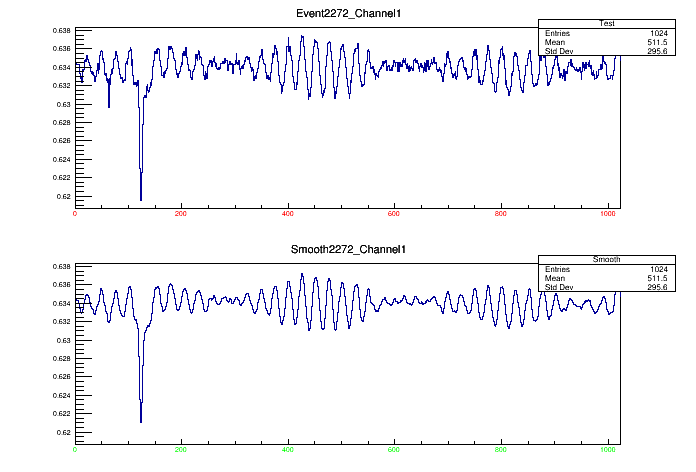 Event2272_Channel1
Test
Entries 1024
Mean 511.5
Std Dev 295.6
0.638
0.636
0.634
0.632
0.63
0.628
0.626
0.624
0.622
0.62
0 200 400 600 800 1000
Smooth2272_Channel1
Smooth
Entries 1024
Mean 511.5
Std Dev 295.6
0.638
0.636
0.634
0.632
0.63
0.628
0.626
0.624
0.622
0.62
0 200 400 600 800 1000